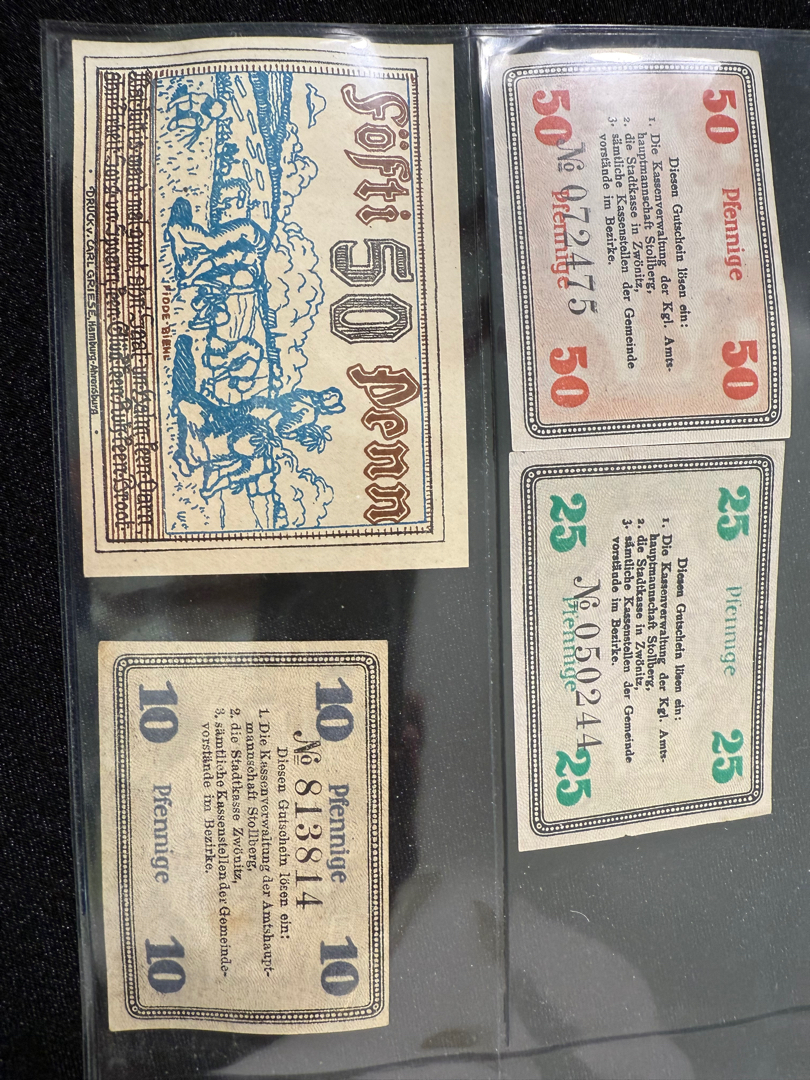 50 Pfennige 50
Diesen Gutschein lösen ein:
1. Die Kassenverwaltung der Kgl. Amts-
hauptmannschaft Stollberg,
2. die Stadtkasse in Zwönitz,
3. sämtliche Kassenstellen der Gemeinde
vorstände im Bezirke.
№ 072475
50 Pfennige 50
25 Pfennige 25
Diesen Gutschein lösen ein:
1. Die Kassenverwaltung der Kgl. Amts-
hauptmannschaft Stollberg,
2. die Stadtkasse in Zwönitz,
3. sämtliche Kassenstellen der Gemeinde
vorstände im Bezirke.
№ 050244
25 Pfennige 25
Föfti 50 Penn
DRUCK v. CARL GRIESE, Hamburg
10 Pfennige 10
№ 813814
Diesen Gutschein lösen ein:
1. Die Kassenverwaltung der Amtshaupt-
mannschaft Stollberg,
2. die Stadtkasse Zwönitz,
3. sämtliche Kassenstellen der Gemeinde-
vorstände im Bezirke.
10 Pfennige 10